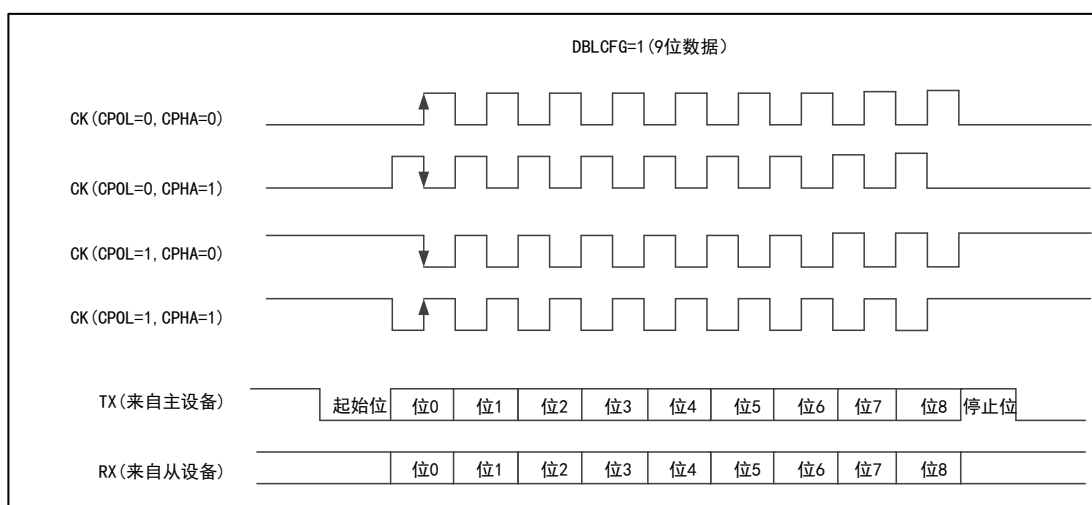 DBLCFG=1(9位数据)
CK(CPOL=0, CPHA=0)
CK(CPOL=0, CPHA=1)
CK(CPOL=1, CPHA=0)
CK(CPOL=1, CPHA=1)
TX(来自主设备) 起始位 位0 位1 位2 位3 位4 位5 位6 位7 位8 停止位
RX(来自从设备) 位0 位1 位2 位3 位4 位5 位6 位7 位8